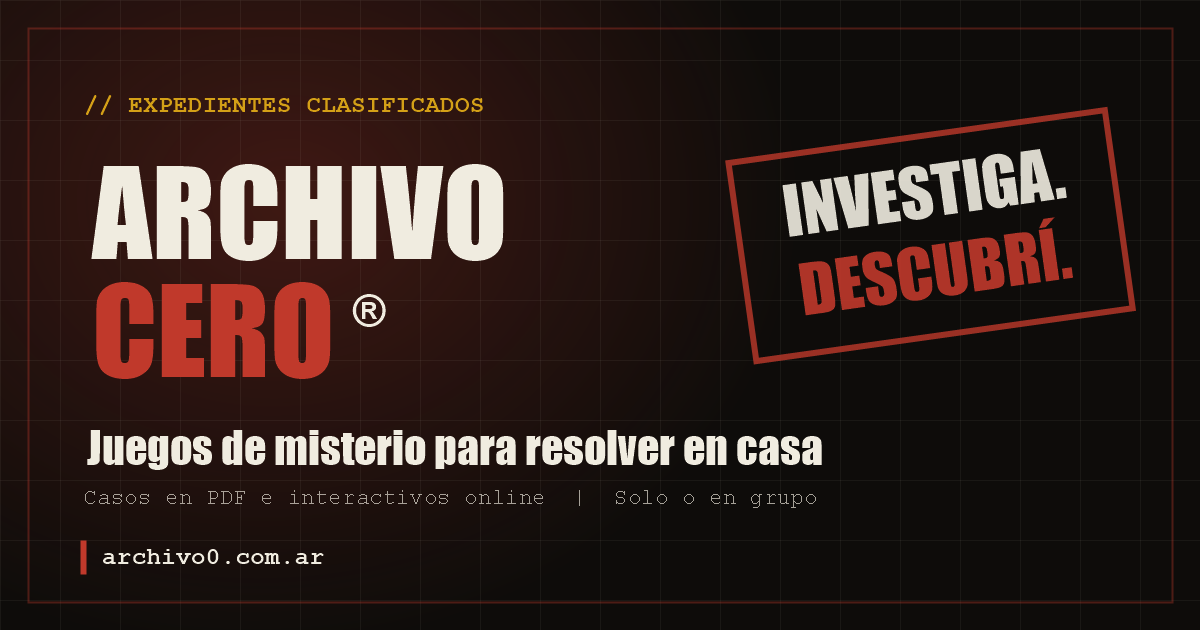 // EXPEDIENTES CLASIFICADOS
ARCHIVO
CERO ®
INVESTIGA.
DESCUBRÍ.
Juegos de misterio para resolver en casa
Casos en PDF e interactivos online | Solo o en grupo
archivo0.com.ar